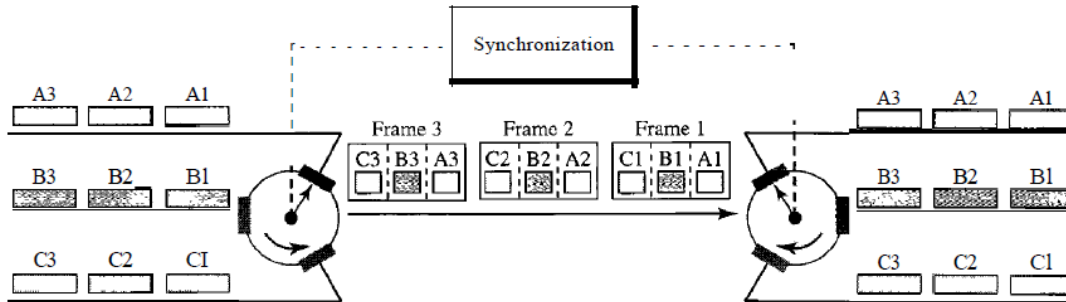 Synchronization
A3 A2 A1
A3 A2 A1
Frame 3 Frame 2 Frame 1
C3 B3 A3 C2 B2 A2 C1 B1 A1
B3 B2 B1
B3 B2 B1
C3 C2 CI
C3 C2 C1